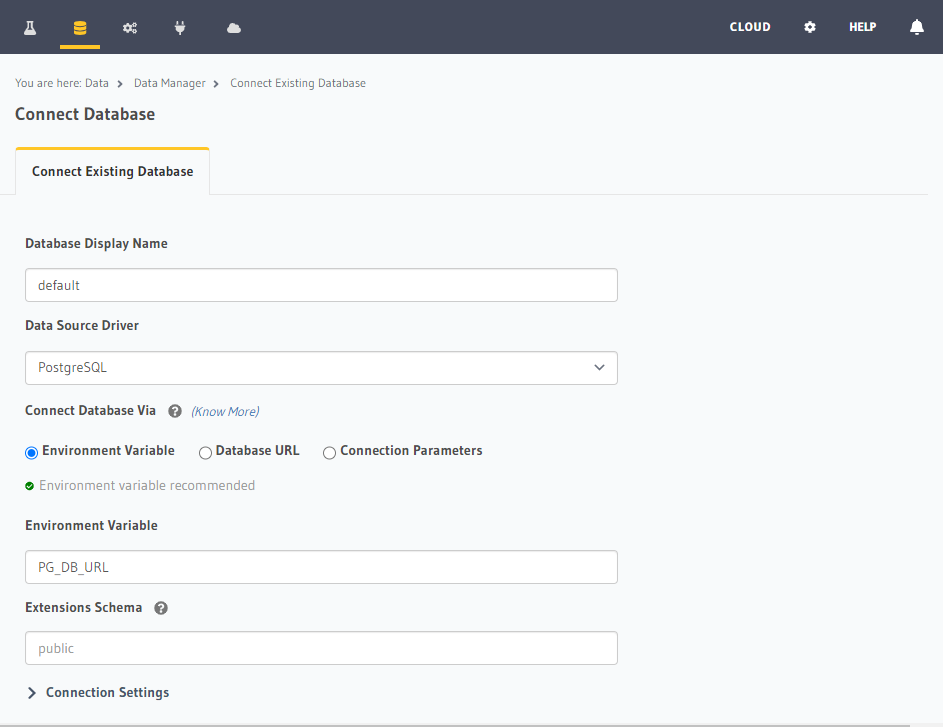 CLOUD HELP
You are here: Data Data Manager Connect Existing Database
Connect Database
Connect Existing Database
Database Display Name
default
Data Source Driver
PostgreSQL
Connect Database Via (Know More)
Environment Variable Database URL Connection Parameters
Environment variable recommended
Environment Variable
PG_DB_URL
Extensions Schema
public
Connection Settings